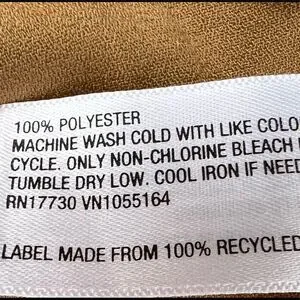 100% POLYESTER
MACHINE WASH COLD WITH LIKE COLO
CYCLE. ONLY NON-CHLORINE BLEACH
TUMBLE DRY LOW. COOL IRON IF NEED
RN17730 VN1055164
LABEL MADE FROM 100% RECYCLED